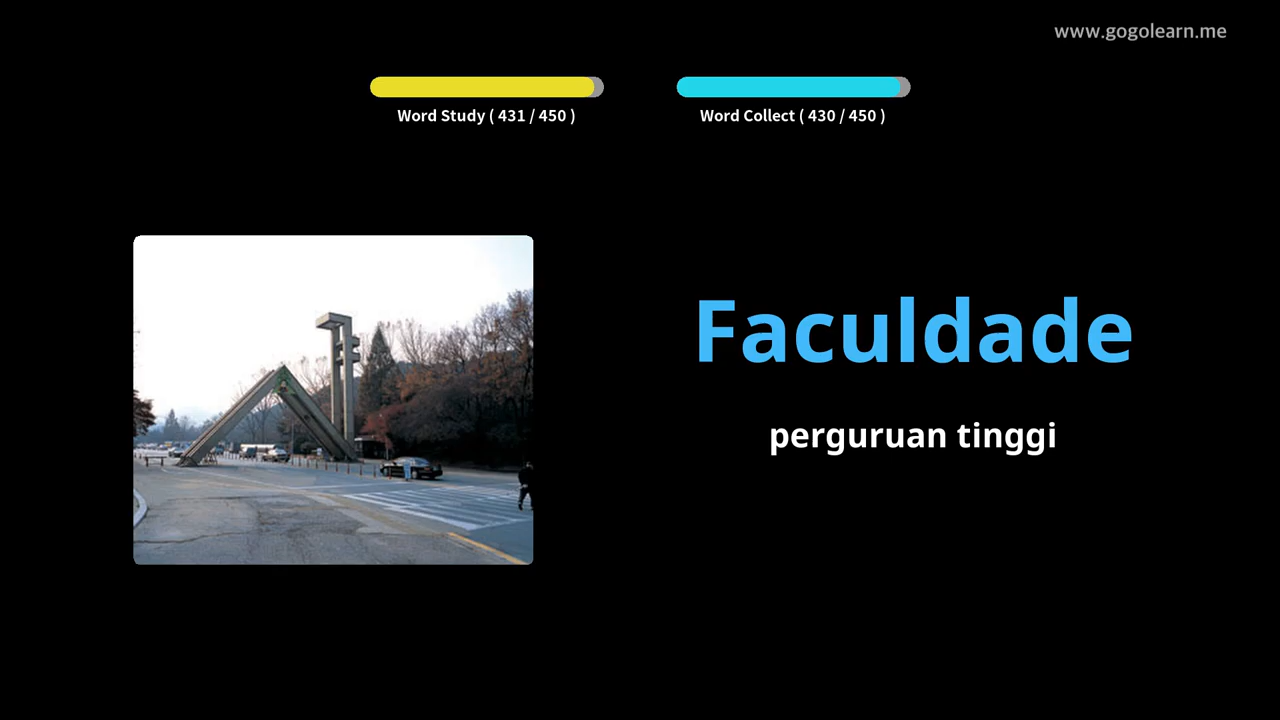 www.gogolearn.me
Word Study ( 431 / 450 )
Word Collect ( 430 / 450 )
Faculdade
perguruan tinggi